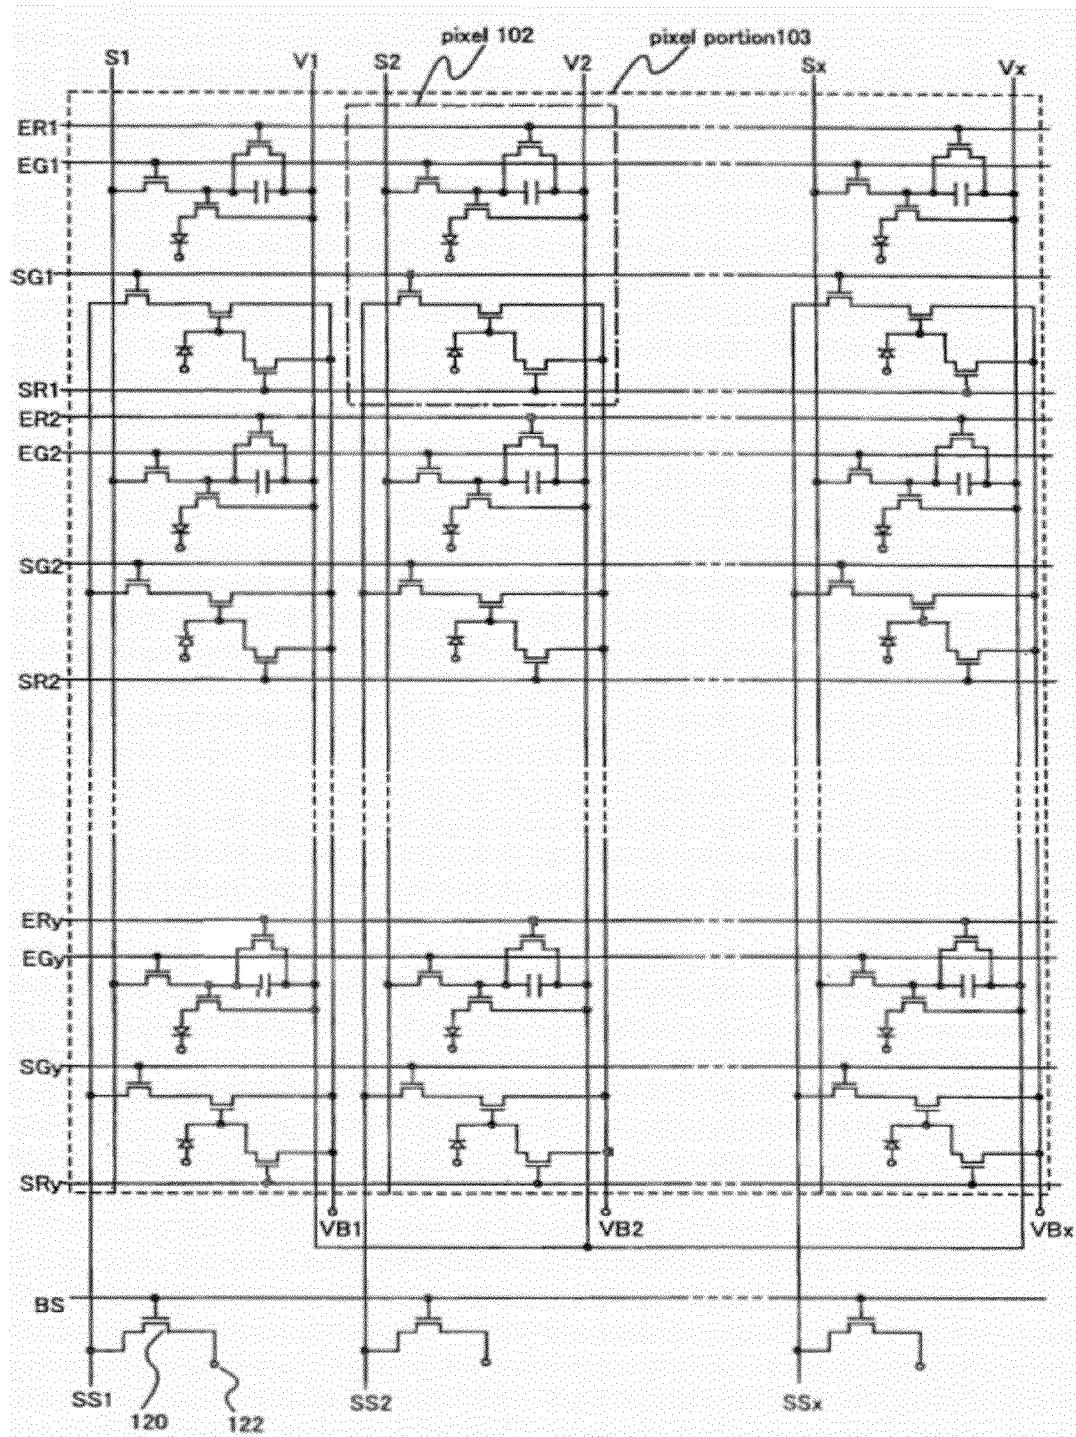 pixel 102
pixel portion103
S1
V1
S2
V2
Sx
Vx
ER1
EG1
SG1
SR1
ER2
EG2
SG2
SR2
ERy
EGy
SGy
SRy
VB1
VB2
VBx
BS
SS1
120
122
SS2
SSx